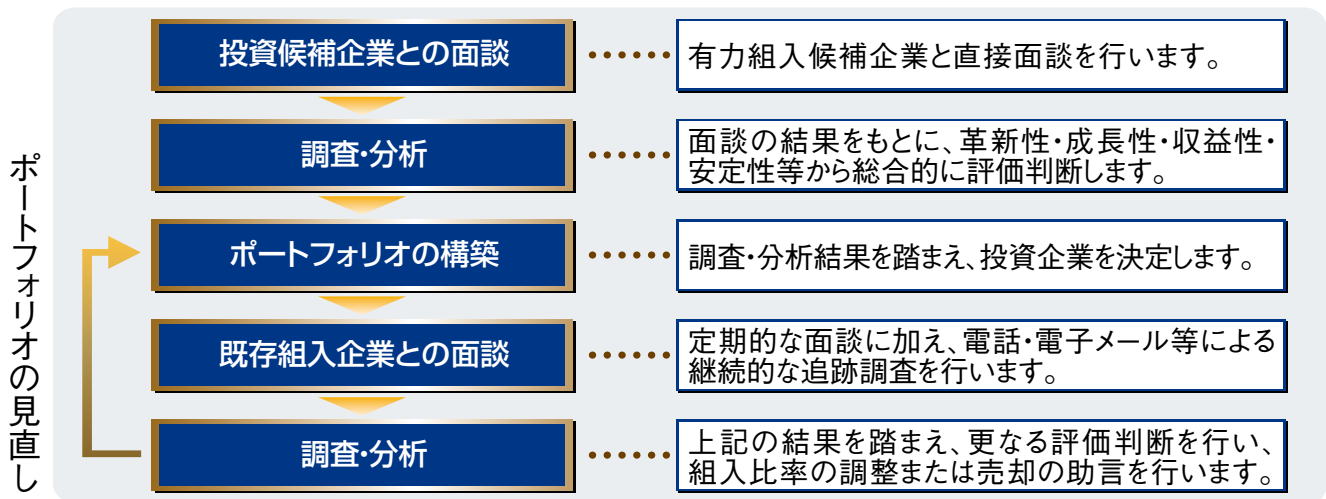 投資候補企業との面談
有力組入候補企業と直接面談を行います。
調査・分析
面談の結果をもとに、革新性・成長性・収益性・
安定性等から総合的に評価判断します。
ポートフォリオの構築
調査・分析結果を踏まえ、投資企業を決定します。
既存組入企業との面談
定期的な面談に加え、電話・電子メール等による
継続的な追跡調査を行います。
調査・分析
上記の結果を踏まえ、更なる評価判断を行い、
組入比率の調整または売却の助言を行います。
ポートフォリオの見直し